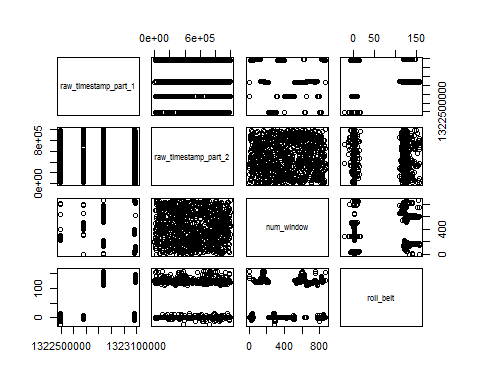 0e+00 6e+05 0 50 150
raw_timestamp_part_1
1322500000
0e+00 8e+05
raw_timestamp_part_2
num_window
0 400
0 100
roll_belt
1322500000 1323100000 0 400 800